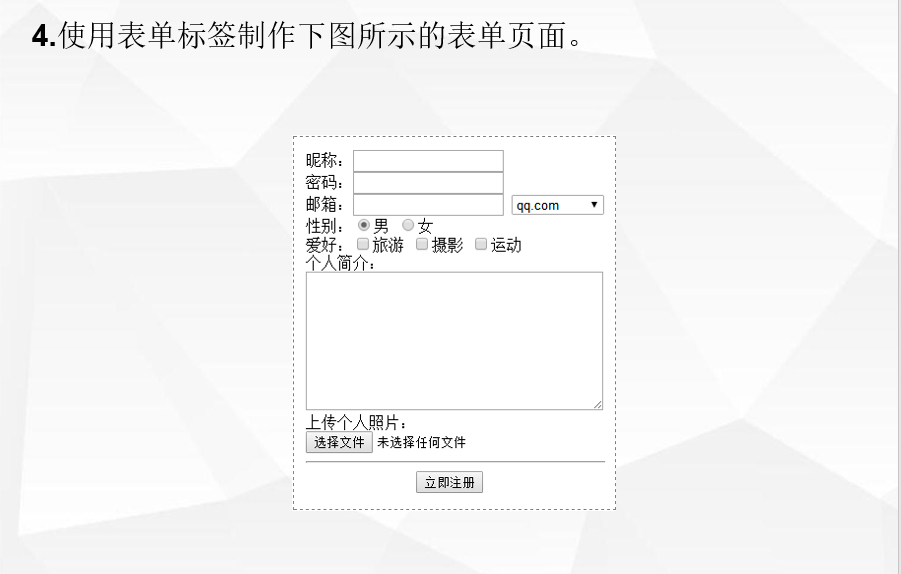 4.使用表单标签制作下图所示的表单页面。
昵称：
密码：
邮箱： qq.com
性别： 男 女
爱好： 旅游 摄影 运动
个人简介：
上传个人照片：
选择文件 未选择任何文件
立即注册